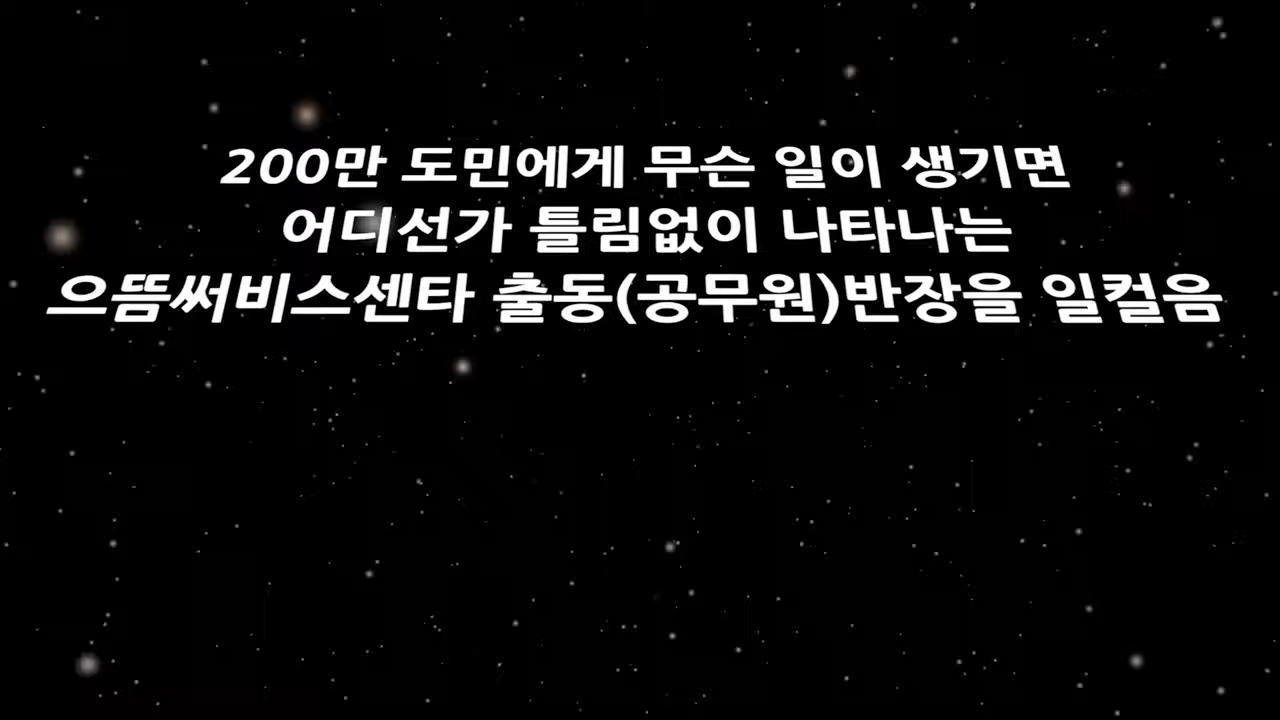 200만 도민에게 무슨 일이 생기면
어디선가 틀림없이 나타나는
으뜸써비스센타 출동(공무원)반장을 일컬음